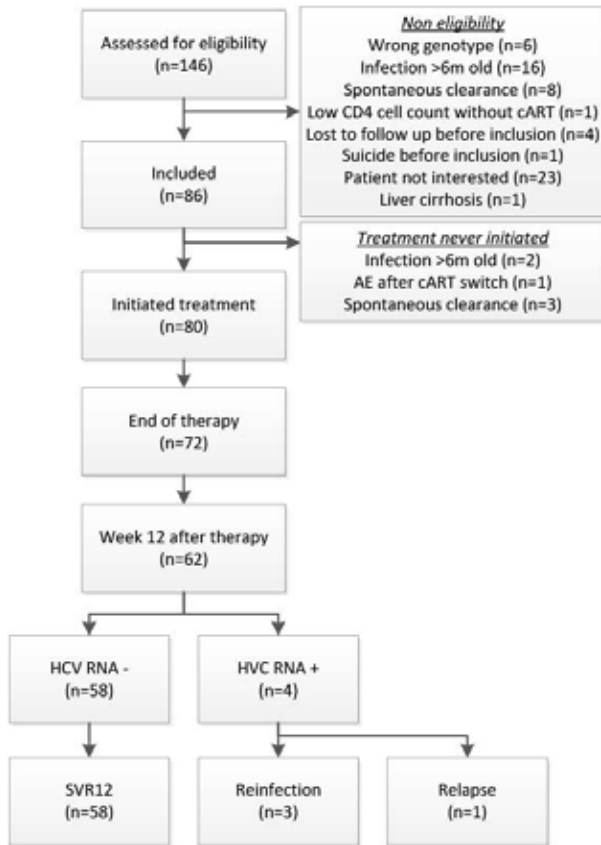 Assessed for eligibility
(n=146)
Non eligibility
Wrong genotype (n=6)
Infection >6m old (n=16)
Spontaneous clearance (n=8)
Low CD4 cell count without cART (n=1)
Lost to follow up before inclusion (n=4)
Suicide before inclusion (n=1)
Patient not interested (n=23)
Liver cirrhosis (n=1)
Included
(n=86)
Treatment never initiated
Infection >6m old (n=2)
AE after cART switch (n=1)
Spontaneous clearance (n=3)
Initiated treatment
(n=80)
End of therapy
(n=72)
Week 12 after therapy
(n=62)
HCV RNA -
(n=58)
HVC RNA +
(n=4)
SVR12
(n=58)
Reinfection
(n=3)
Relapse
(n=1)